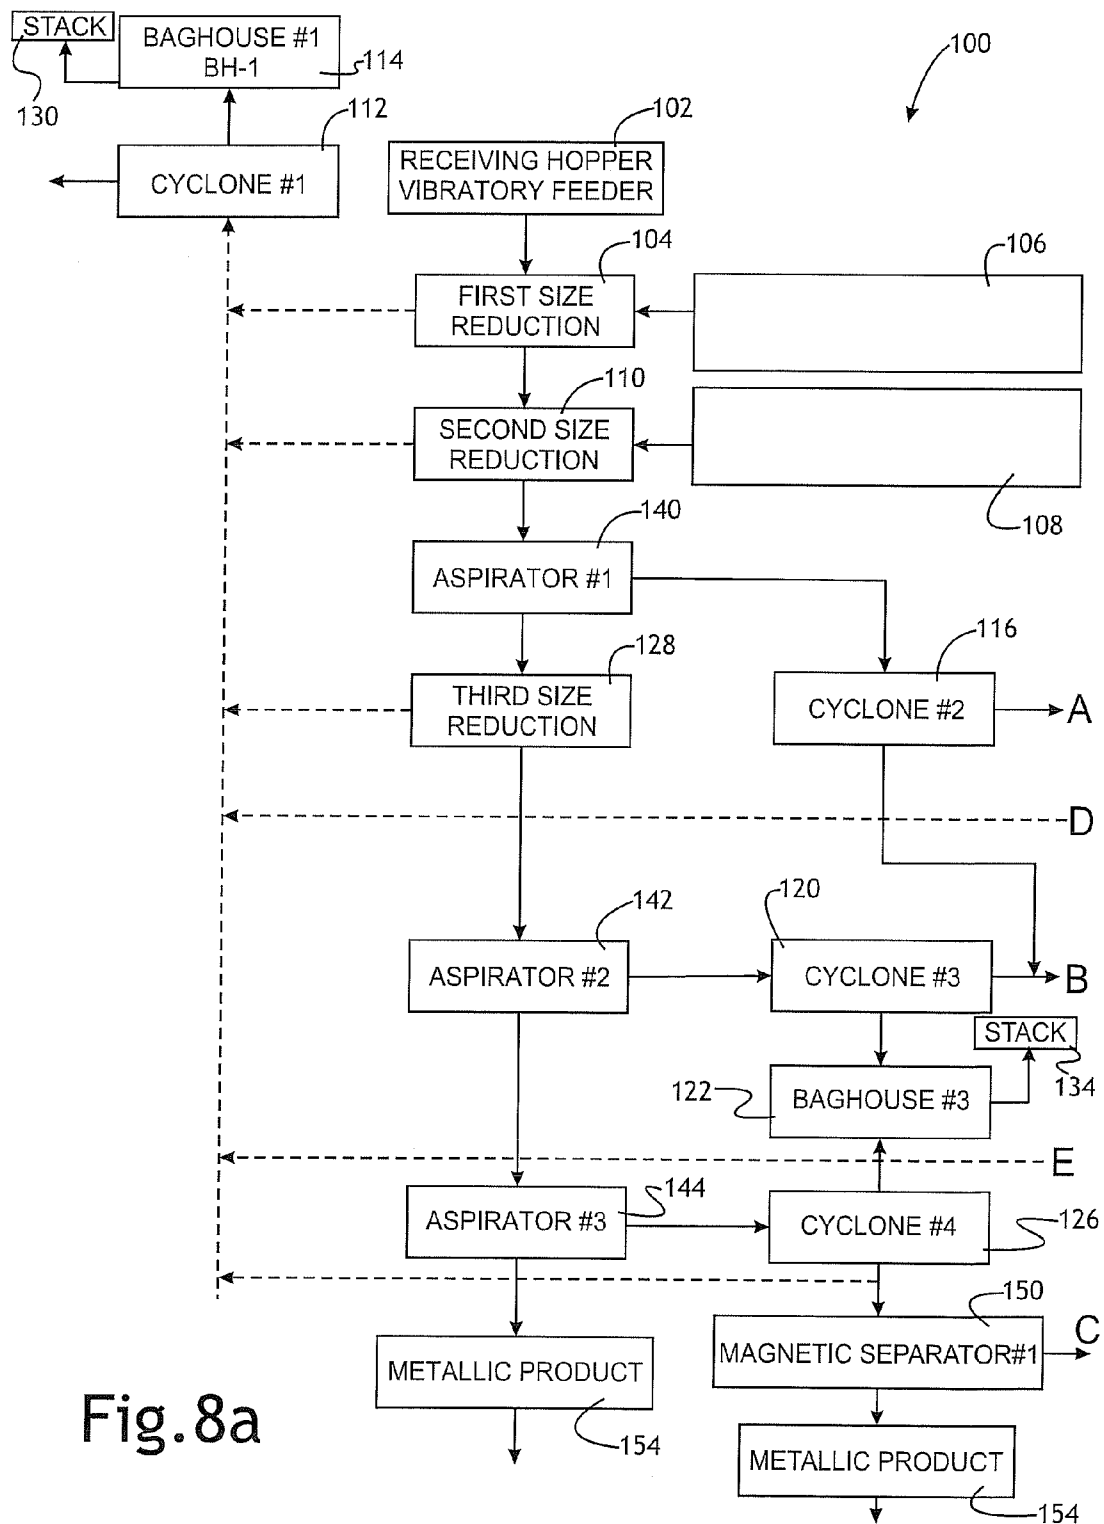 STACK
BAGHOUSE #1
BH-1
114
100
130
112
102
CYCLONE #1
RECEIVING HOPPER
VIBRATORY FEEDER
104
106
FIRST SIZE
REDUCTION
110
SECOND SIZE
REDUCTION
108
140
ASPIRATOR #1
128
116
THIRD SIZE
REDUCTION
CYCLONE #2
A
D
142
120
ASPIRATOR #2
CYCLONE #3
B
STACK
134
122
BAGHOUSE #3
E
144
ASPIRATOR #3
CYCLONE #4
126
150
C
MAGNETIC SEPARATOR#1
METALLIC PRODUCT
154
METALLIC PRODUCT
154
Fig.8a